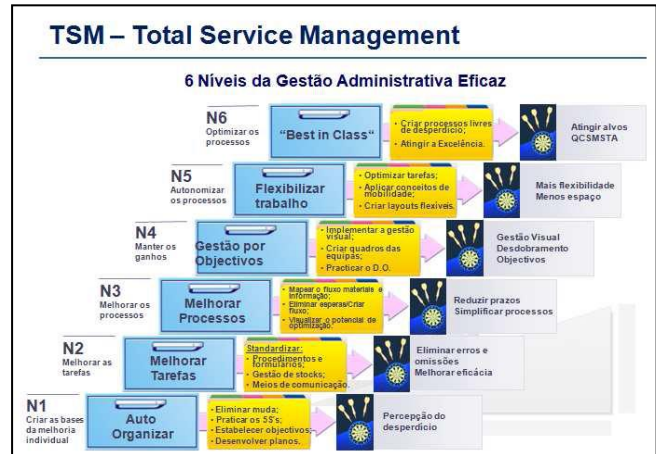 TSM – Total Service Management
6 Níveis da Gestão Administrativa Eficaz
N6
Optimizar os
processos
“Best in Class“
• Criar processos livres
de desperdício;
• Atingir a Excelência.
Atingir alvos
QCSMSTA
N5
Autonomizar
os processos
Flexibilizar
trabalho
• Optimizar tarefas;
• Aplicar conceitos de
mobilidade;
• Criar layouts flexíveis.
Mais flexibilidade
Menos espaço
N4
Manter os
ganhos
Gestão por
Objectivos
• Implementar a gestão
visual;
• Criar quadros das
equipas;
• Practicar o D.O.
Gestão Visual
Desdobramento
Objectivos
N3
Melhorar os
processos
Melhorar
Processos
• Mapear o fluxo materiais e
informação;
• Eliminar esperas/Criar
fluxo;
• Visualizar o potencial de
optimização;
Reduzir prazos
Simplificar processos
N2
Melhorar as
tarefas
Melhorar
Tarefas
Standardizar:
• Procedimentos e
formulários;
• Gestão de stocks;
• Meios de comunicação.
Eliminar erros e
omissões
Melhorar eficácia
N1
Criar as bases
da melhoria
individual
Auto
Organizar
• Eliminar muda;
• Praticar os 5S's;
• Estabelecer objectivos;
• Desenvolver planos.
Percepção do
desperdício